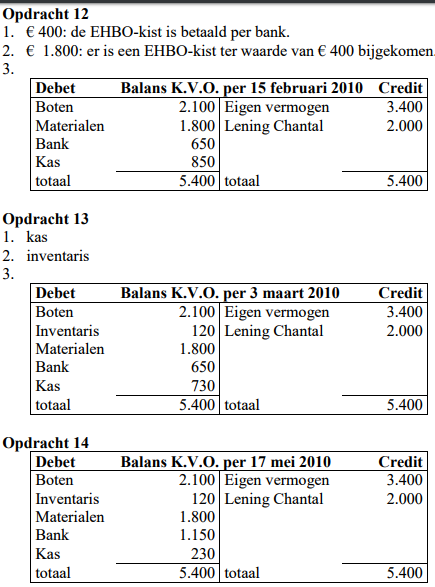 Opdracht 12
1. € 400: de EHBO-kist is betaald per bank.
2. € 1.800: er is een EHBO-kist ter waarde van € 400 bijgekomen.
3.
Debet Balans K.V.O. per 15 februari 2010 Credit
Boten 2.100 Eigen vermogen 3.400
Materialen 1.800 Lening Chantal 2.000
Bank 650
Kas 850
totaal 5.400 totaal 5.400
Opdracht 13
1. kas
2. inventaris
3.
Debet Balans K.V.O. per 3 maart 2010 Credit
Boten 2.100 Eigen vermogen 3.400
Inventaris 120 Lening Chantal 2.000
Materialen 1.800
Bank 650
Kas 730
totaal 5.400 totaal 5.400
Opdracht 14
Debet Balans K.V.O. per 17 mei 2010 Credit
Boten 2.100 Eigen vermogen 3.400
Inventaris 120 Lening Chantal 2.000
Materialen 1.800
Bank 1.150
Kas 230
totaal 5.400 totaal 5.400